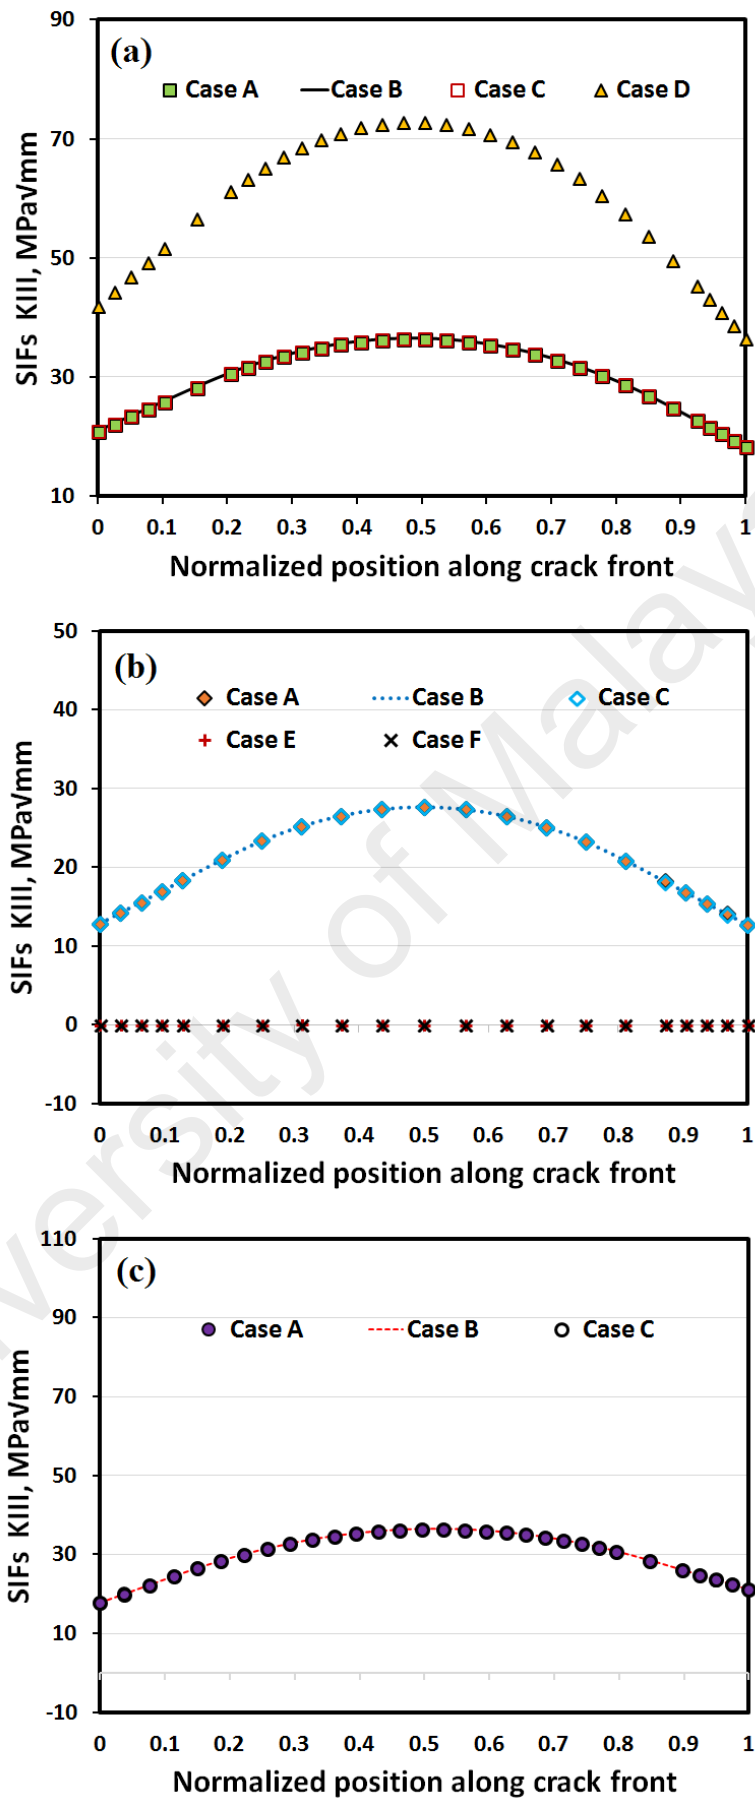 (a)
Case A Case B Case C Case D
SIFs KIII, MPa√mm
90
70
50
30
10
0 0.1 0.2 0.3 0.4 0.5 0.6 0.7 0.8 0.9 1
Normalized position along crack front
(b)
Case A Case B Case C
Case E Case F
SIFs KIII, MPa√mm
50
40
30
20
10
0
-10
0 0.1 0.2 0.3 0.4 0.5 0.6 0.7 0.8 0.9 1
Normalized position along crack front
(c)
Case A Case B Case C
SIFs KIII, MPa√mm
110
90
70
50
30
10
-10
0 0.1 0.2 0.3 0.4 0.5 0.6 0.7 0.8 0.9 1
Normalized position along crack front